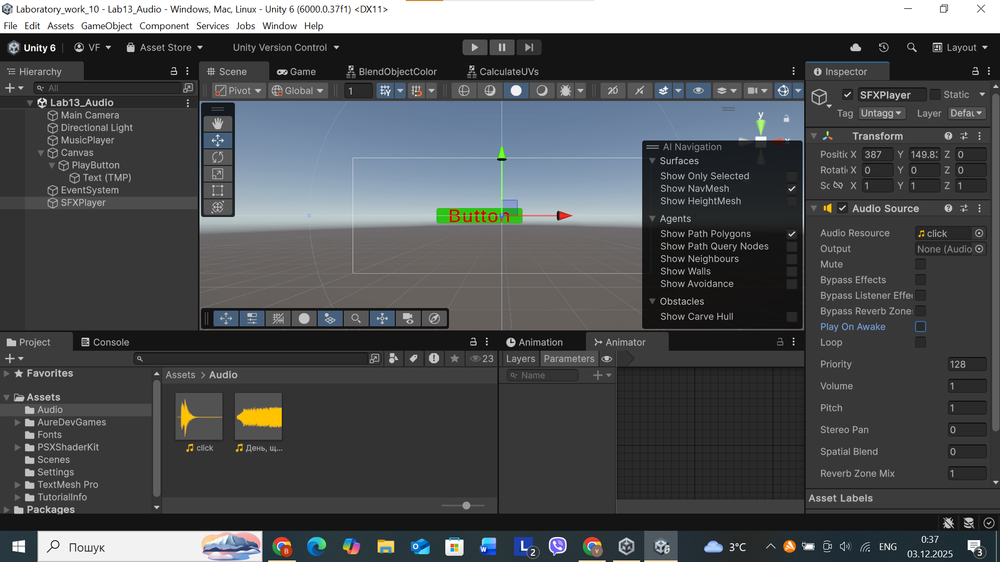 Laboratory_work_10 - Lab13_Audio - Windows, Mac, Linux - Unity 6 (6000.0.37f1) <DX11>
File Edit Assets GameObject Component Services Jobs Window Help
Unity 6 VF Asset Store Unity Version Control Layout
Hierarchy
All
Lab13_Audio
Main Camera
Directional Light
MusicPlayer
Canvas
PlayButton
Text (TMP)
EventSystem
SFXPlayer
Scene Game BlendObjectColor CalculateUVs
Pivot Global 1 2D
Button
y
x
AI Navigation
Surfaces
Show Only Selected
Show NavMesh
Show HeightMesh
Agents
Show Path Polygons
Show Path Query Nodes
Show Neighbours
Show Walls
Show Avoidance
Obstacles
Show Carve Hull
Inspector
SFXPlayer Static
Tag Untagg Layer Defau
Transform
Positic X 387 Y 149.83 Z 0
Rotati X 0 Y 0 Z 0
Sc X 1 Y 1 Z 1
Audio Source
Audio Resource click
Output None (Audio
Mute
Bypass Effects
Bypass Listener Effe
Bypass Reverb Zone
Play On Awake
Loop
Priority 128
Volume 1
Pitch 1
Stereo Pan 0
Spatial Blend 0
Reverb Zone Mix 1
Asset Labels
Project Console
23
Favorites
Assets
Audio
AureDevGames
Fonts
PSXShaderKit
Scenes
Settings
TextMesh Pro
TutorialInfo
Packages
Assets > Audio
click
День, щ...
Animation Animator
Layers Parameters
Name
Пошук
B
W
L 2
V
6
3°C
ENG
0:37
03.12.2025
3